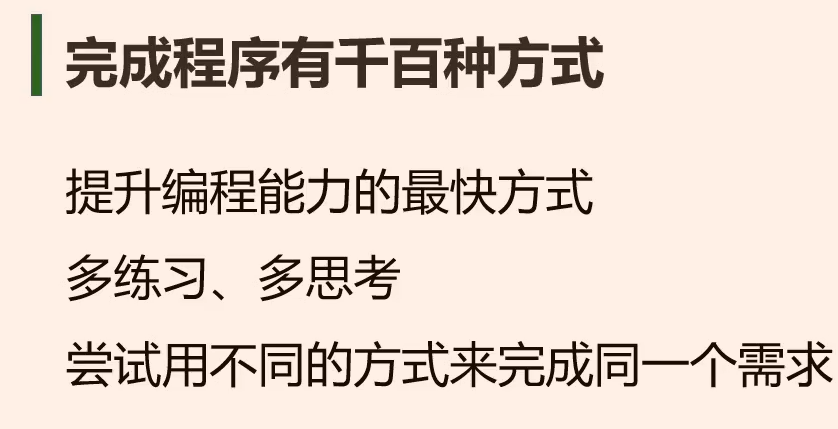 完成程序有千百种方式
提升编程能力的最快方式
多练习、多思考
尝试用不同的方式来完成同一个需求